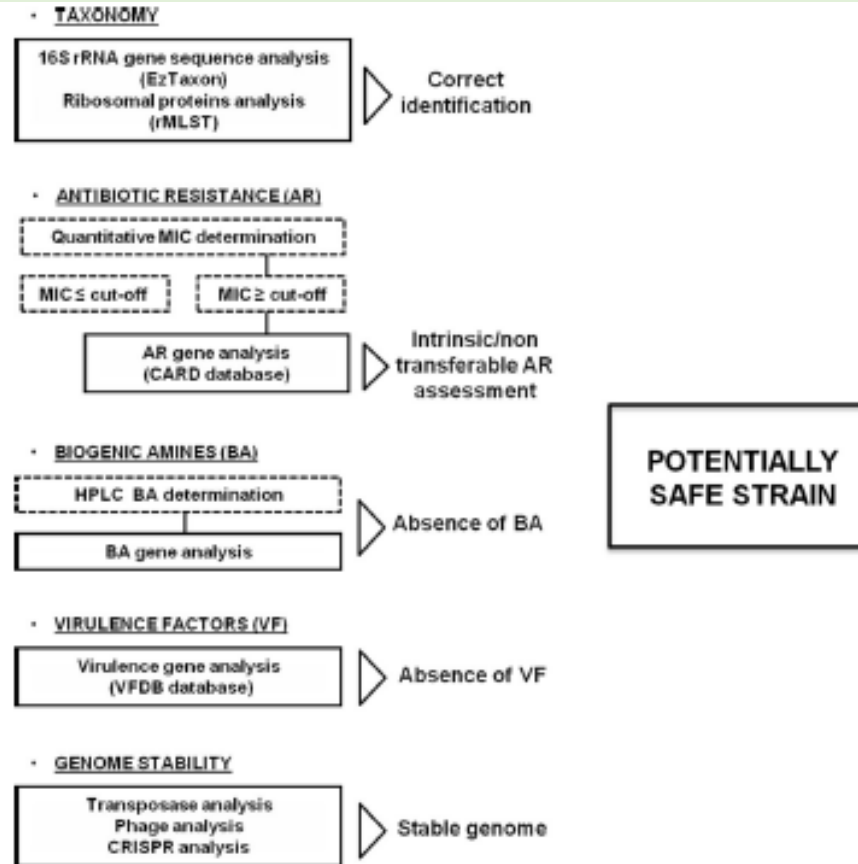 · TAXONOMY
16S rRNA gene sequence analysis
(EzTaxon)
Ribosomal proteins analysis
(rMLST)
Correct
identification
· ANTIBIOTIC RESISTANCE (AR)
Quantitative MIC determination
MIC ≤ cut-off
MIC ≥ cut-off
AR gene analysis
(CARD database)
Intrinsic/non
transferable AR
assessment
· BIOGENIC AMINES (BA)
HPLC BA determination
BA gene analysis
Absence of BA
· VIRULENCE FACTORS (VF)
Virulence gene analysis
(VFDB database)
Absence of VF
· GENOME STABILITY
Transposase analysis
Phage analysis
CRISPR analysis
Stable genome
POTENTIALLY
SAFE STRAIN